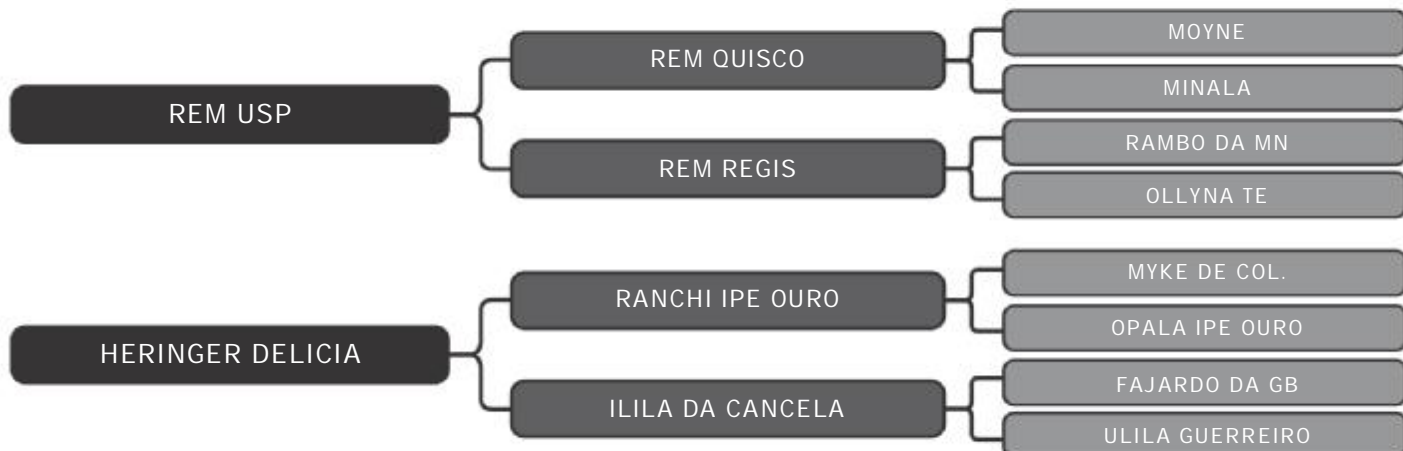 REM USP
REM QUISCO
MOYNE
MINALA
REM REGIS
RAMBO DA MN
OLLYNA TE
HERINGER DELICIA
RANCHI IPE OURO
MYKE DE COL.
OPALA IPE OURO
ILILA DA CANCELA
FAJARDO DA GB
ULILA GUERREIRO